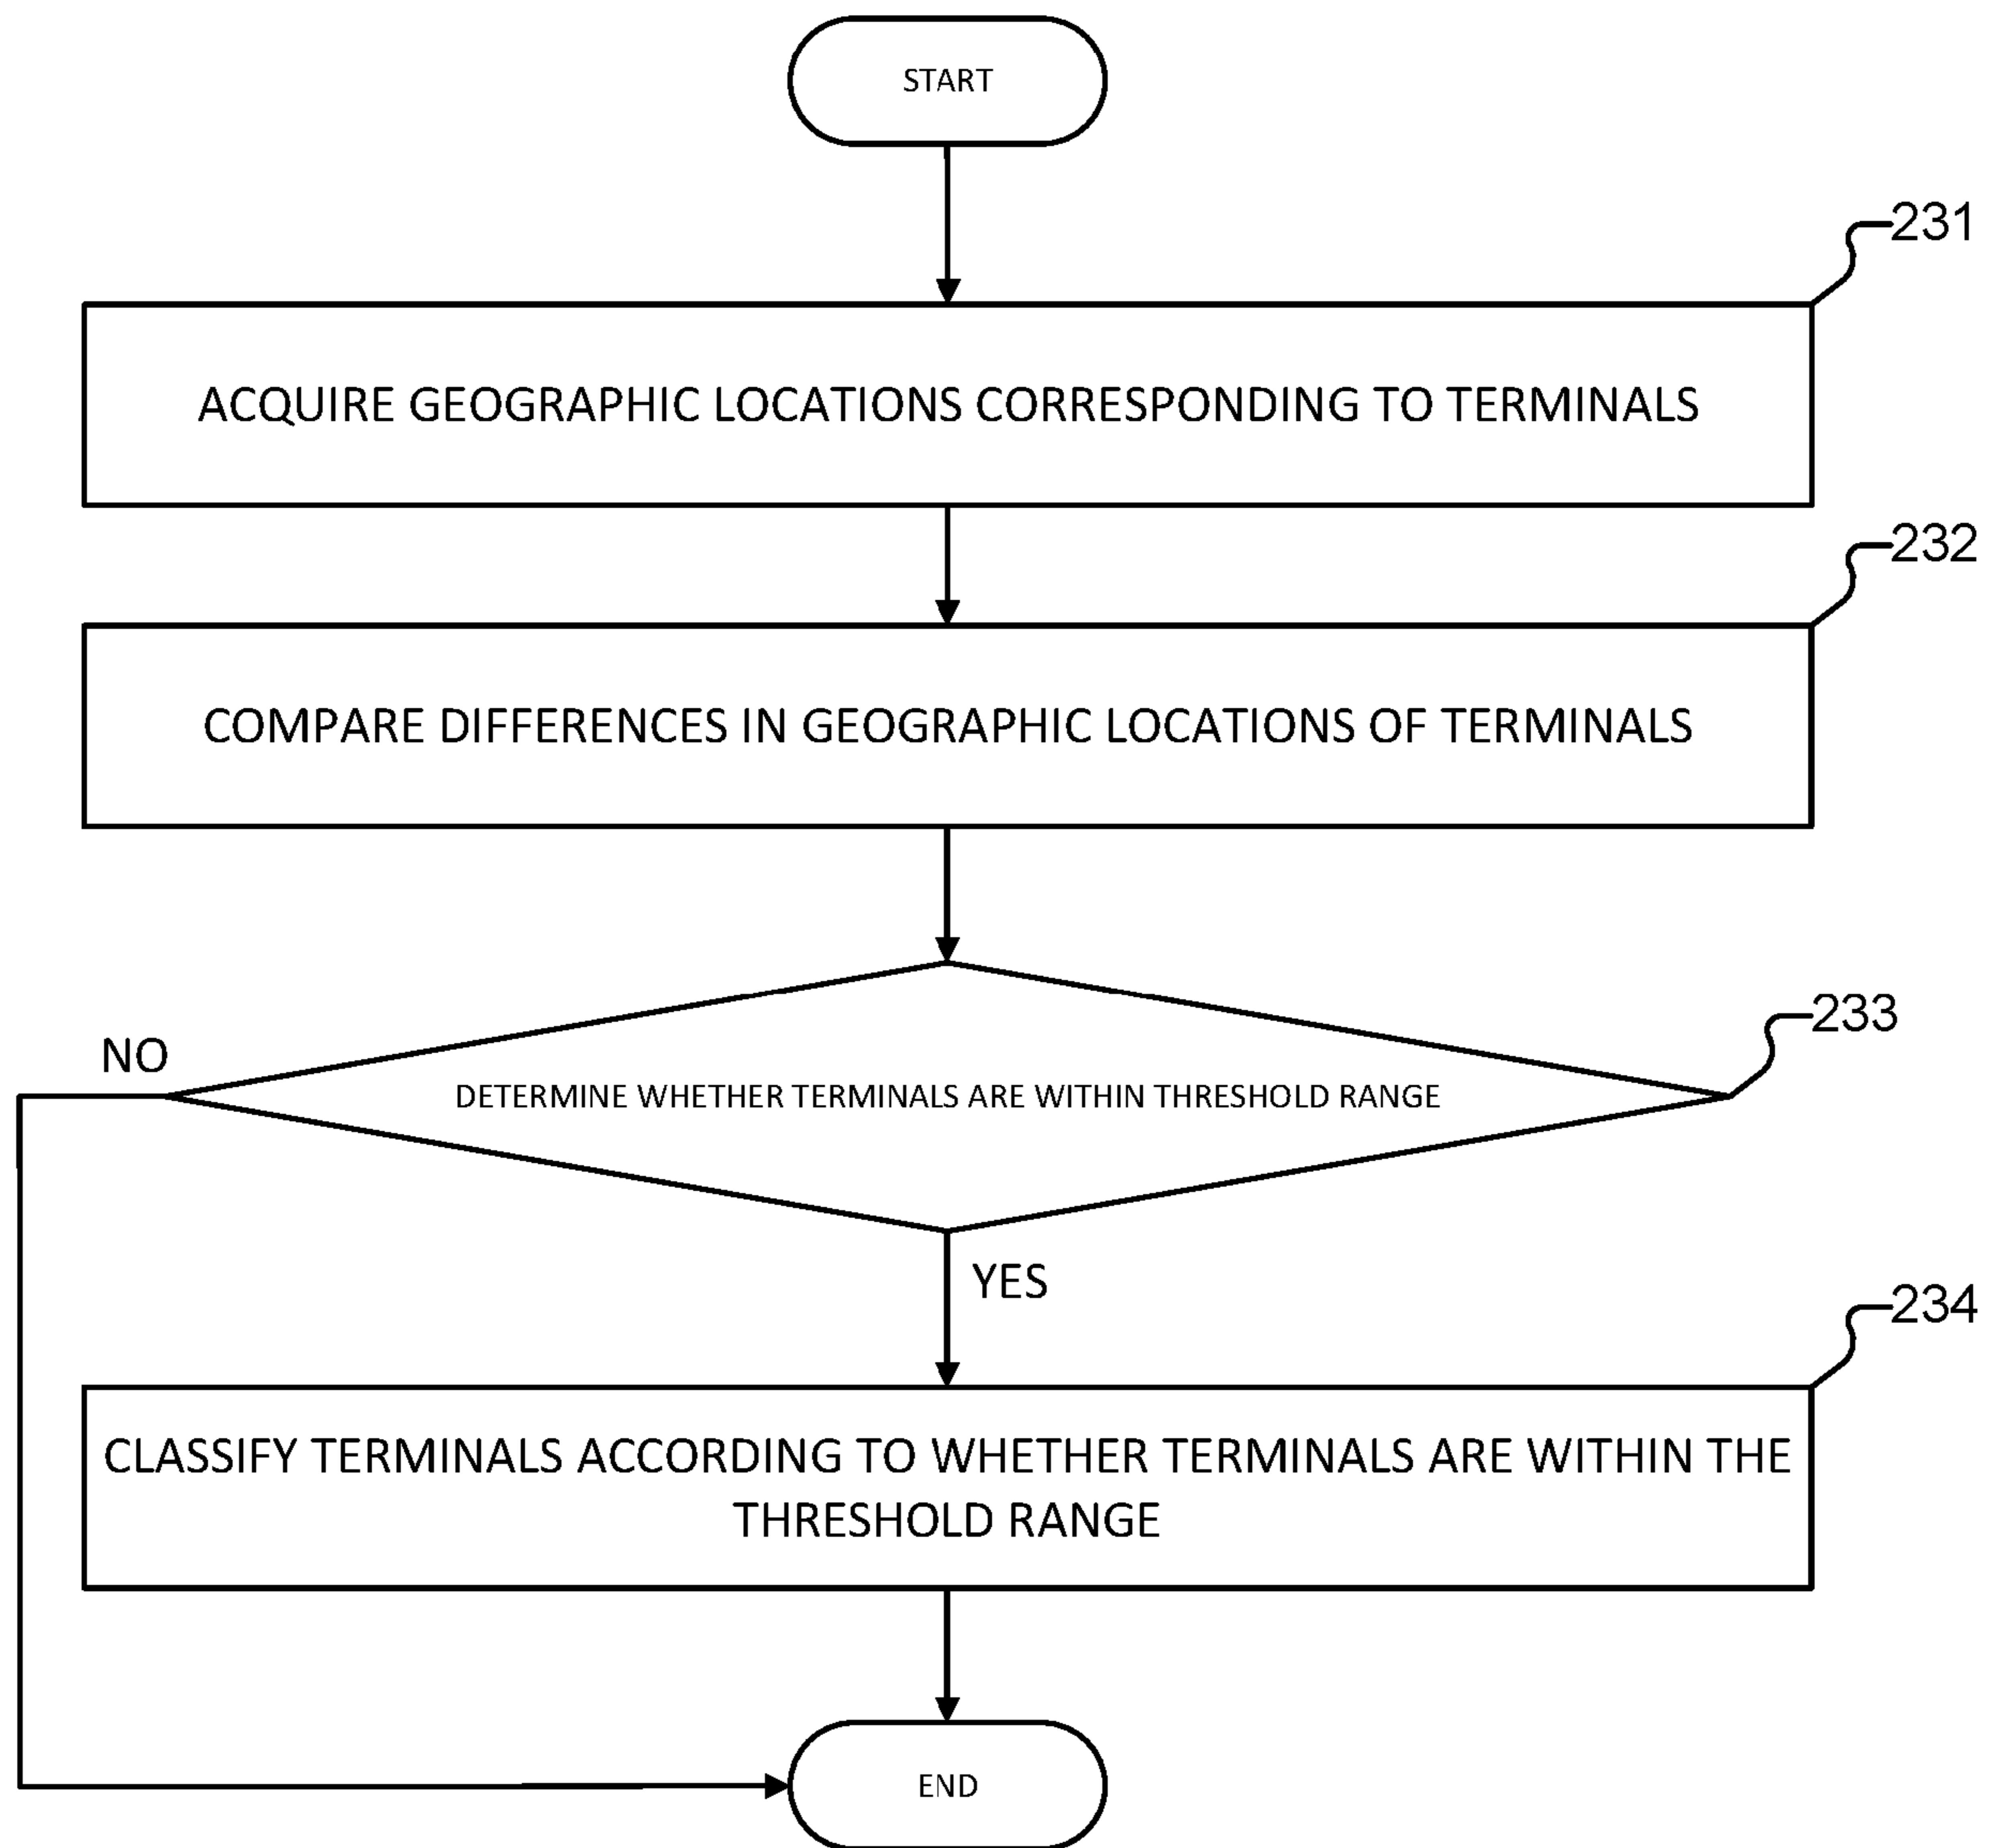 START
231
ACQUIRE GEOGRAPHIC LOCATIONS CORRESPONDING TO TERMINALS
232
COMPARE DIFFERENCES IN GEOGRAPHIC LOCATIONS OF TERMINALS
233
NO
DETERMINE WHETHER TERMINALS ARE WITHIN THRESHOLD RANGE
YES
234
CLASSIFY TERMINALS ACCORDING TO WHETHER TERMINALS ARE WITHIN THE
THRESHOLD RANGE
END